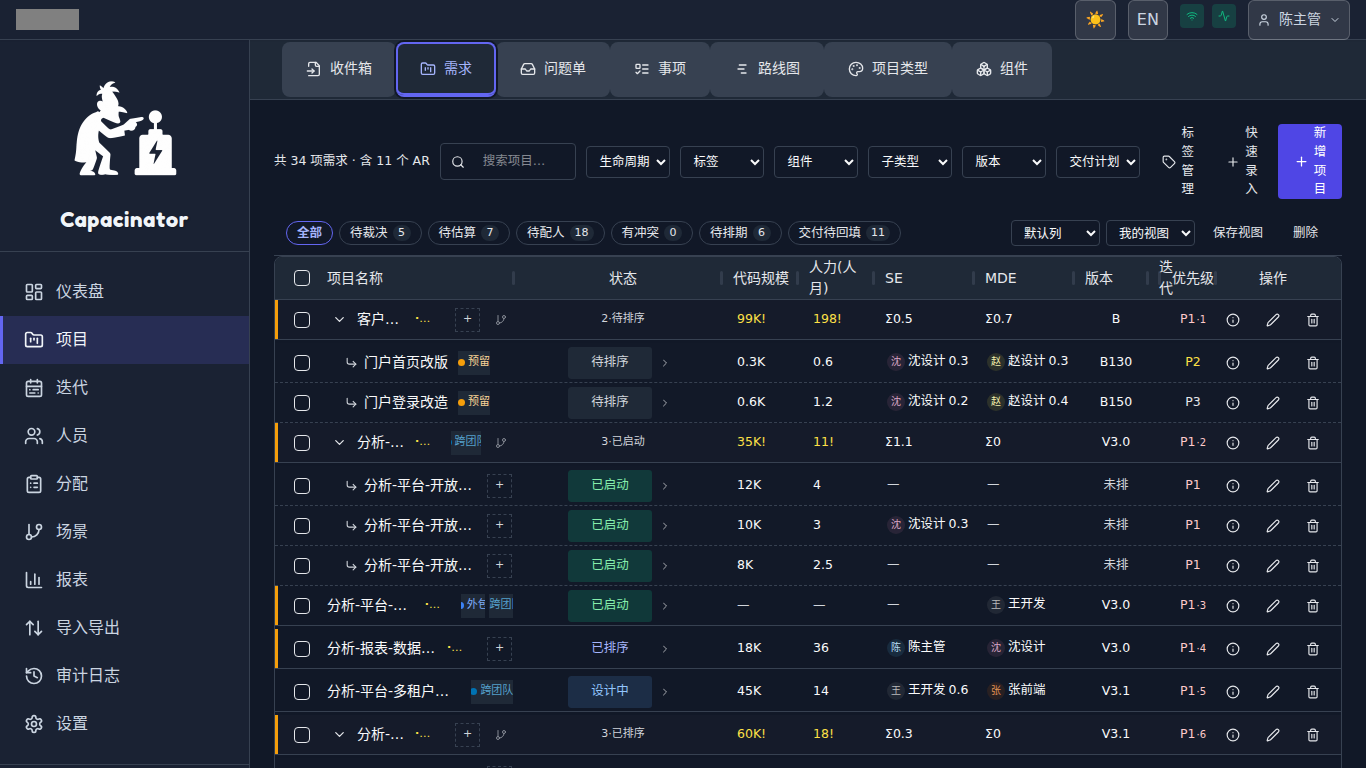 EN
陈主管
Capacinator
仪表盘
项目
迭代
人员
分配
场景
报表
导入导出
审计日志
设置
收件箱
需求
问题单
事项
路线图
项目类型
组件
共 34 项需求 · 含 11 个 AR
搜索项目...
生命周期
标签
组件
子类型
版本
交付计划
标签管理
快速录入
新增项目
全部
待裁决 5
待估算 7
待配人 18
有冲突 0
待排期 6
交付待回填 11
默认列
我的视图
保存视图
删除
项目名称 状态 代码规模 人力(人月) SE MDE 版本 迭代 优先级 操作
客户... ·... + 2·待排序 99K! 198! Σ0.5 Σ0.7 B P1·1
门户首页改版 预留 待排序 0.3K 0.6 沈 沈设计 0.3 赵 赵设计 0.3 B130 P2
门户登录改造 预留 待排序 0.6K 1.2 沈 沈设计 0.2 赵 赵设计 0.4 B150 P3
分析-... ·... 跨团 3·已启动 35K! 11! Σ1.1 Σ0 V3.0 P1·2
分析-平台-开放... + 已启动 12K 4 — — 未排 P1
分析-平台-开放... + 已启动 10K 3 沈 沈设计 0.3 — 未排 P1
分析-平台-开放... + 已启动 8K 2.5 — — 未排 P1
分析-平台-... ·... 外包 跨团 已启动 — — — 王 王开发 V3.0 P1·3
分析-报表-数据... ·... + 已排序 18K 36 陈 陈主管 沈 沈设计 V3.0 P1·4
分析-平台-多租户... 跨团队 设计中 45K 14 王 王开发 0.6 张 张前端 V3.1 P1·5
分析-... ·... + 3·已排序 60K! 18! Σ0.3 Σ0 V3.1 P1·6